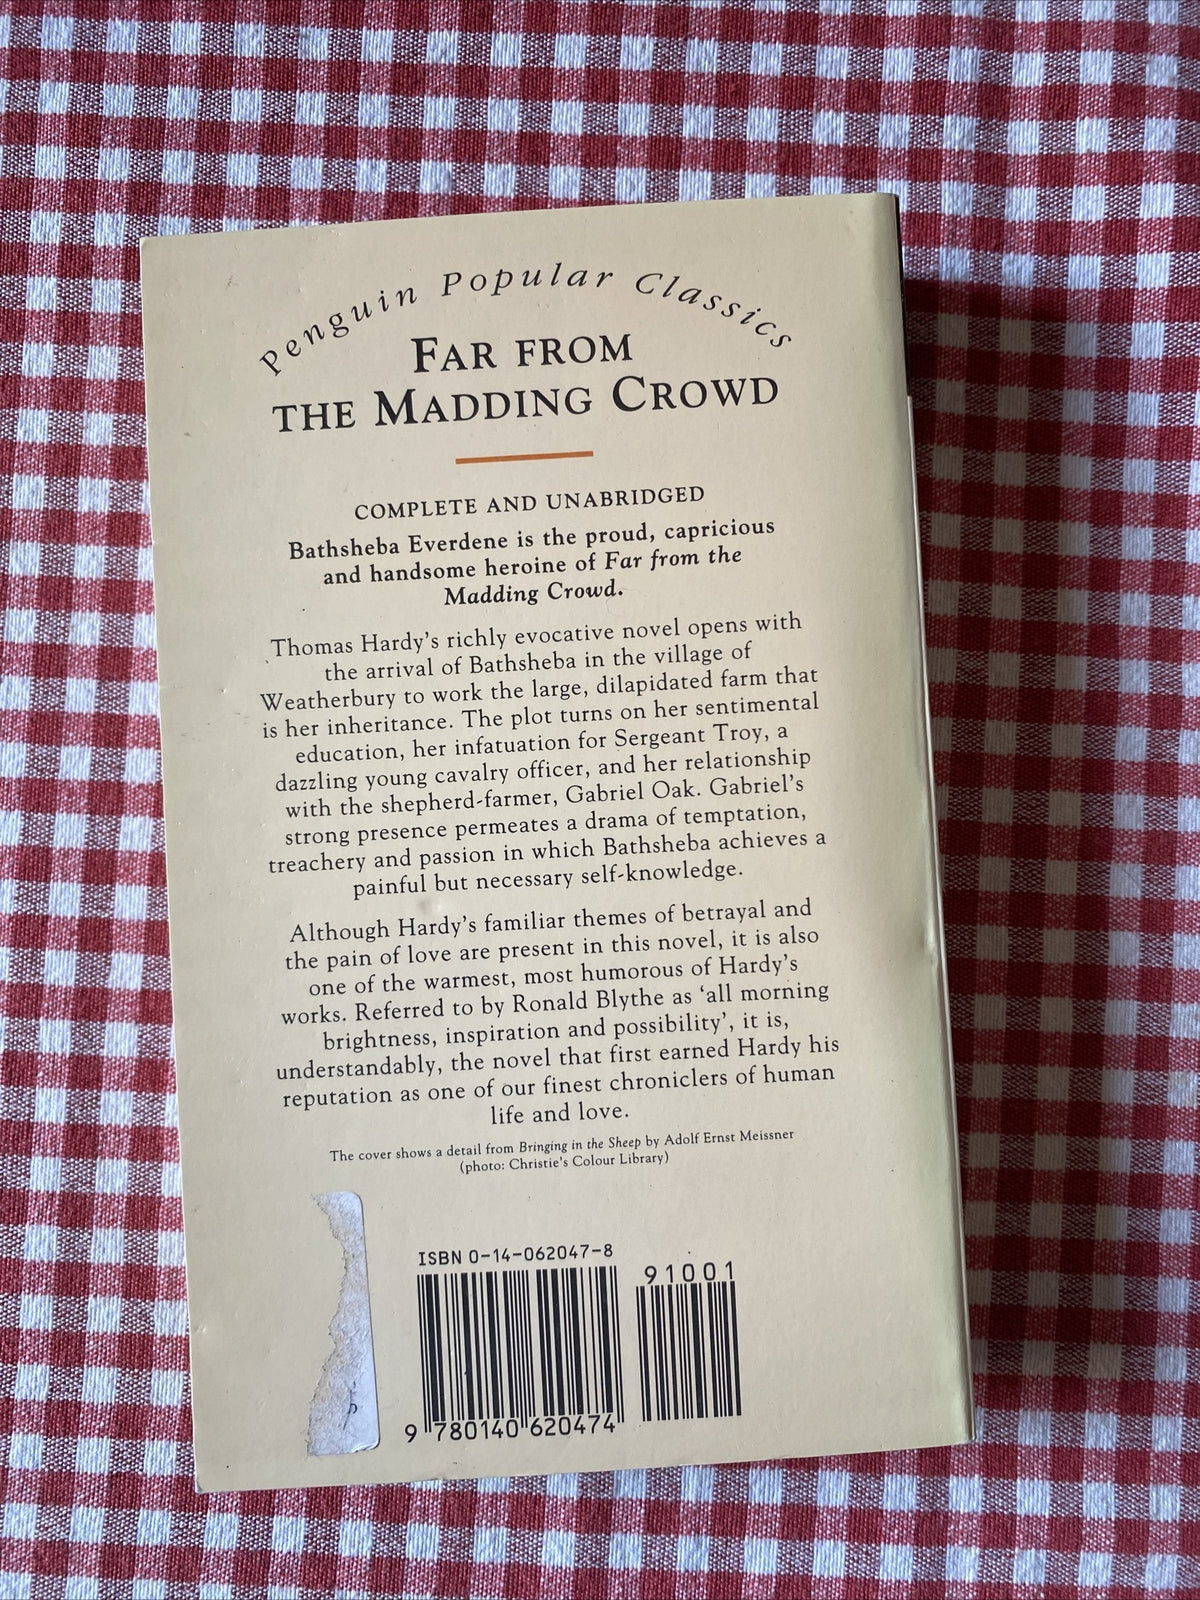 Penguin Popular Classics
FAR FROM
THE MADDING CROWD
COMPLETE AND UNABRIDGED
Bathsheba Everdene is the proud, capricious
and handsome heroine of Far from the
Madding Crowd.
Thomas Hardy's richly evocative novel opens with
the arrival of Bathsheba in the village of
Weatherbury to work the large, dilapidated farm that
is her inheritance. The plot turns on her sentimental
education, her infatuation for Sergeant Troy, a
dazzling young cavalry officer, and her relationship
with the shepherd-farmer, Gabriel Oak. Gabriel's
strong presence permeates a drama of temptation,
treachery and passion in which Bathsheba achieves a
painful but necessary self-knowledge.
Although Hardy's familiar themes of betrayal and
the pain of love are present in this novel, it is also
one of the warmest, most humorous of Hardy's
works. Referred to by Ronald Blythe as 'all morning
brightness, inspiration and possibility', it is,
understandably, the novel that first earned Hardy his
reputation as one of our finest chroniclers of human
life and love.
The cover shows a detail from Bringing in the Sheep by Adolf Ernst Meissner
(photo: Christie's Colour Library)
ISBN 0-14-062047-8
91001
9 780140 620474